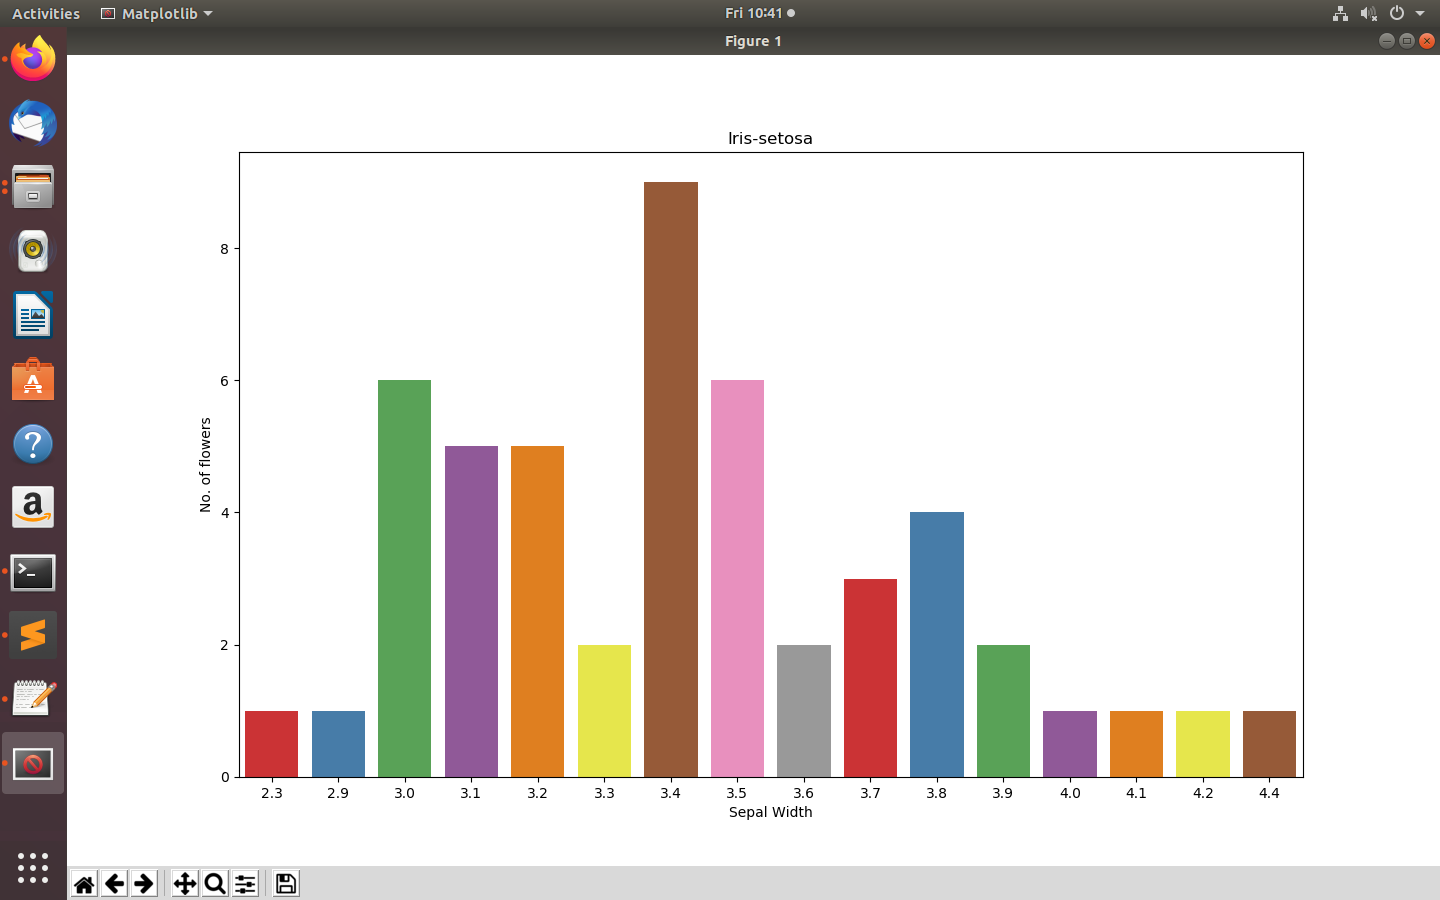 Activities Matplotlib Fri 10:41
Figure 1
Iris-setosa
8
6
4
2
0
No. of flowers
2.3 2.9 3.0 3.1 3.2 3.3 3.4 3.5 3.6 3.7 3.8 3.9 4.0 4.1 4.2 4.4
Sepal Width